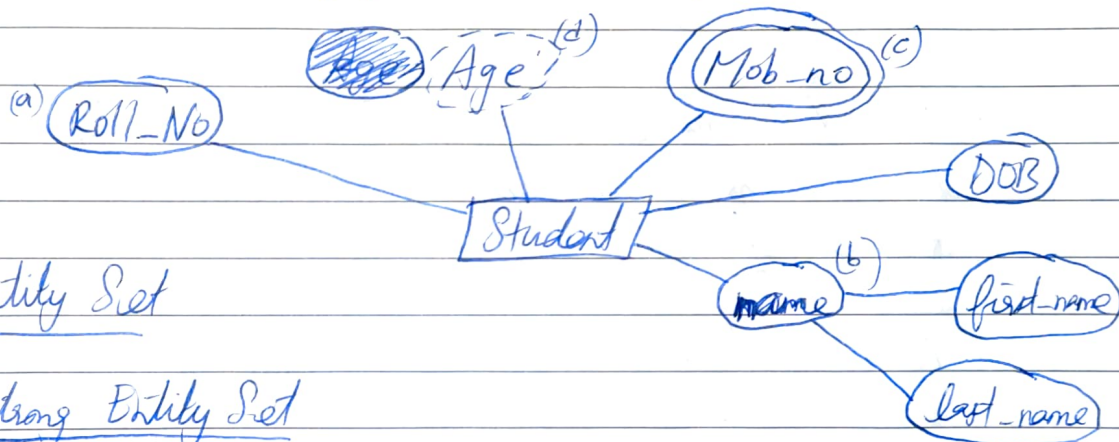 (d)
Age
Mob_no (c)
(a) Roll_No
DOB
Student
(b)
name
first_name
tity Set
last_name
trong Entity Set